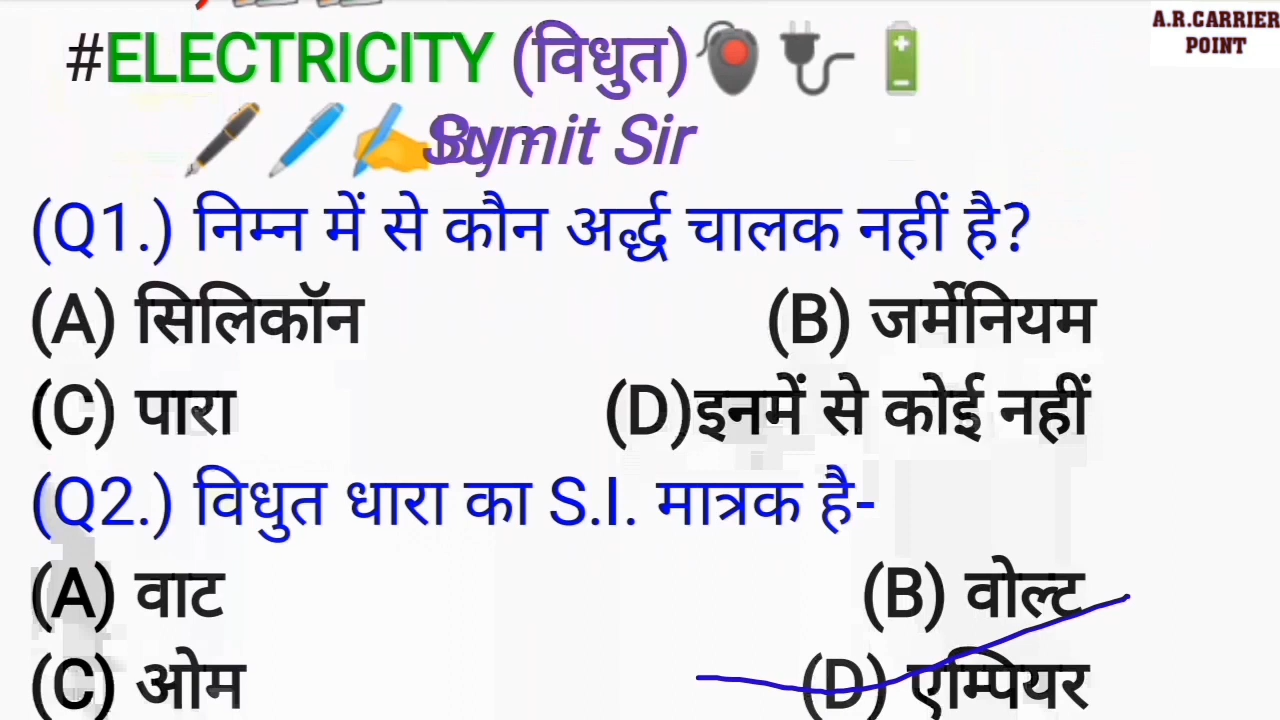 A.R.CARRIER
POINT
#ELECTRICITY (विधुत)
Sumit Sir
(Q1.) निम्न में से कौन अर्द्ध चालक नहीं है?
(A) सिलिकॉन (B) जर्मेनियम
(C) पारा (D)इनमें से कोई नहीं
(Q2.) विधुत धारा का S.I. मात्रक है-
(A) वाट (B) वोल्ट
(C) ओम (D) एम्पियर